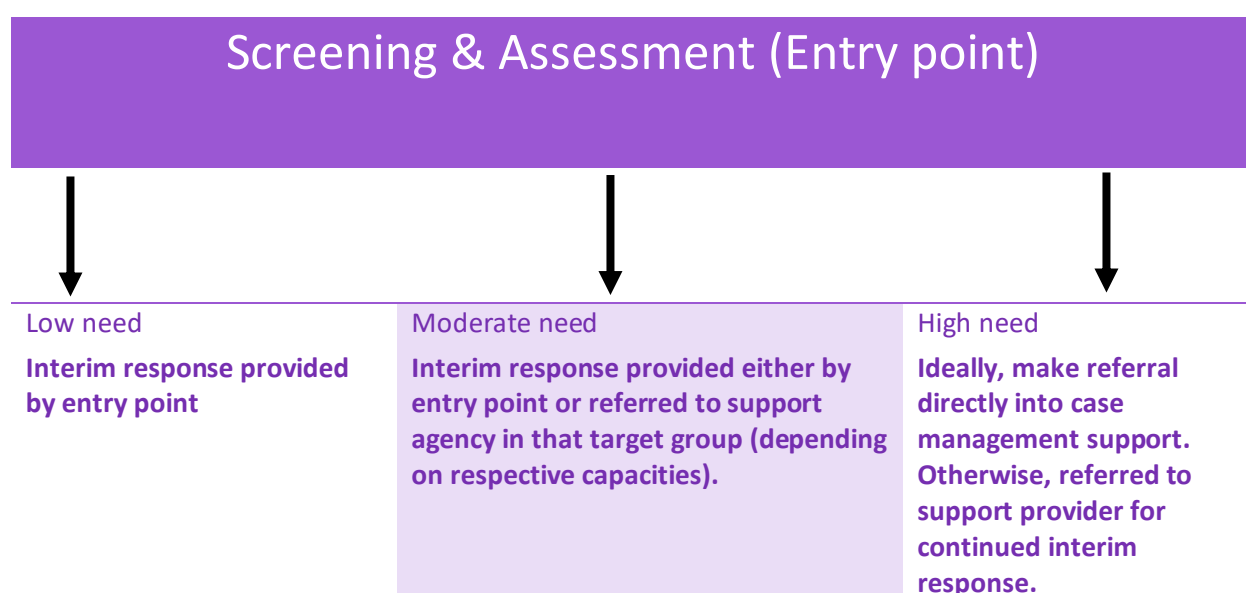 Screening & Assessment (Entry point)
Low need
Interim response provided
by entry point
Moderate need
Interim response provided either by
entry point or referred to support
agency in that target group (depending
on respective capacities).
High need
Ideally, make referral
directly into case
management support.
Otherwise, referred to
support provider for
continued interim
response.